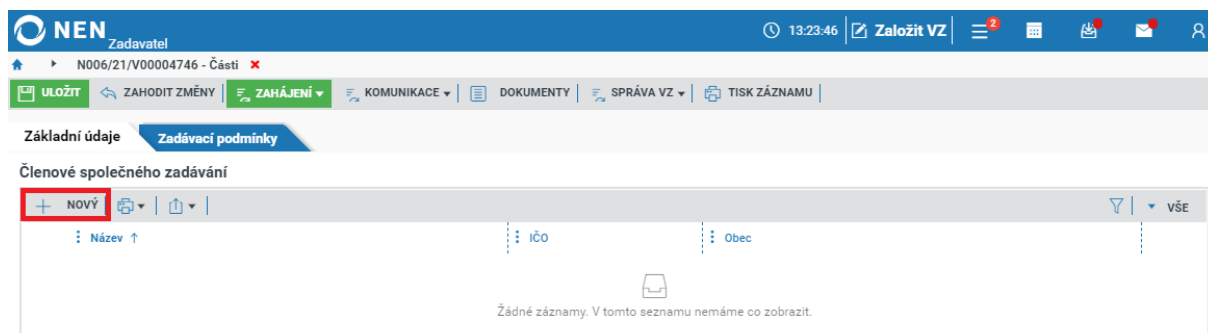 NEN
Zadavatel
13:23:46 Založit VZ 2
N006/21/V00004746 - Části
ULOŽIT ZAHODIT ZMĚNY ZAHÁJENÍ KOMUNIKACE DOKUMENTY SPRÁVA VZ TISK ZÁZNAMU
Základní údaje Zadávací podmínky
Členové společného zadávání
NOVÝ VŠE
Název ↑ IČO Obec
Žádné záznamy. V tomto seznamu nemáme co zobrazit.